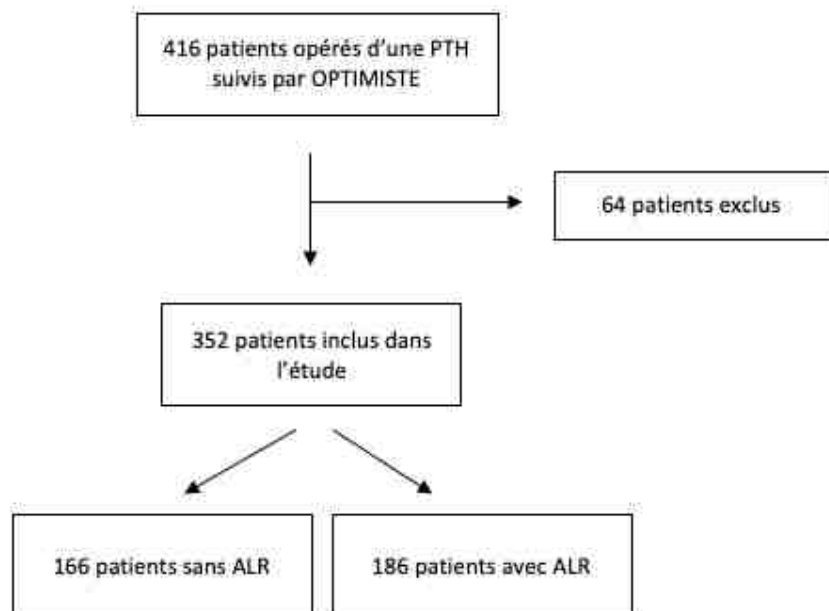 416 patients opérés d'une PTH
suivis par OPTIMISTE
64 patients exclus
352 patients inclus dans
l'étude
166 patients sans ALR
186 patients avec ALR